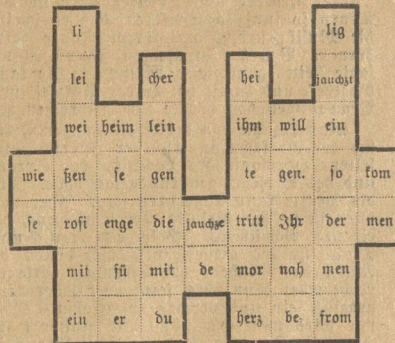 li lig
lei cher hei jauchzt
wei heim lein ihm will ein
wie ßen se gen te gen. so kom
se rosi enge die jauchze tritt Ihr der men
mit fü mit de mor nah men
ein er du herz be from